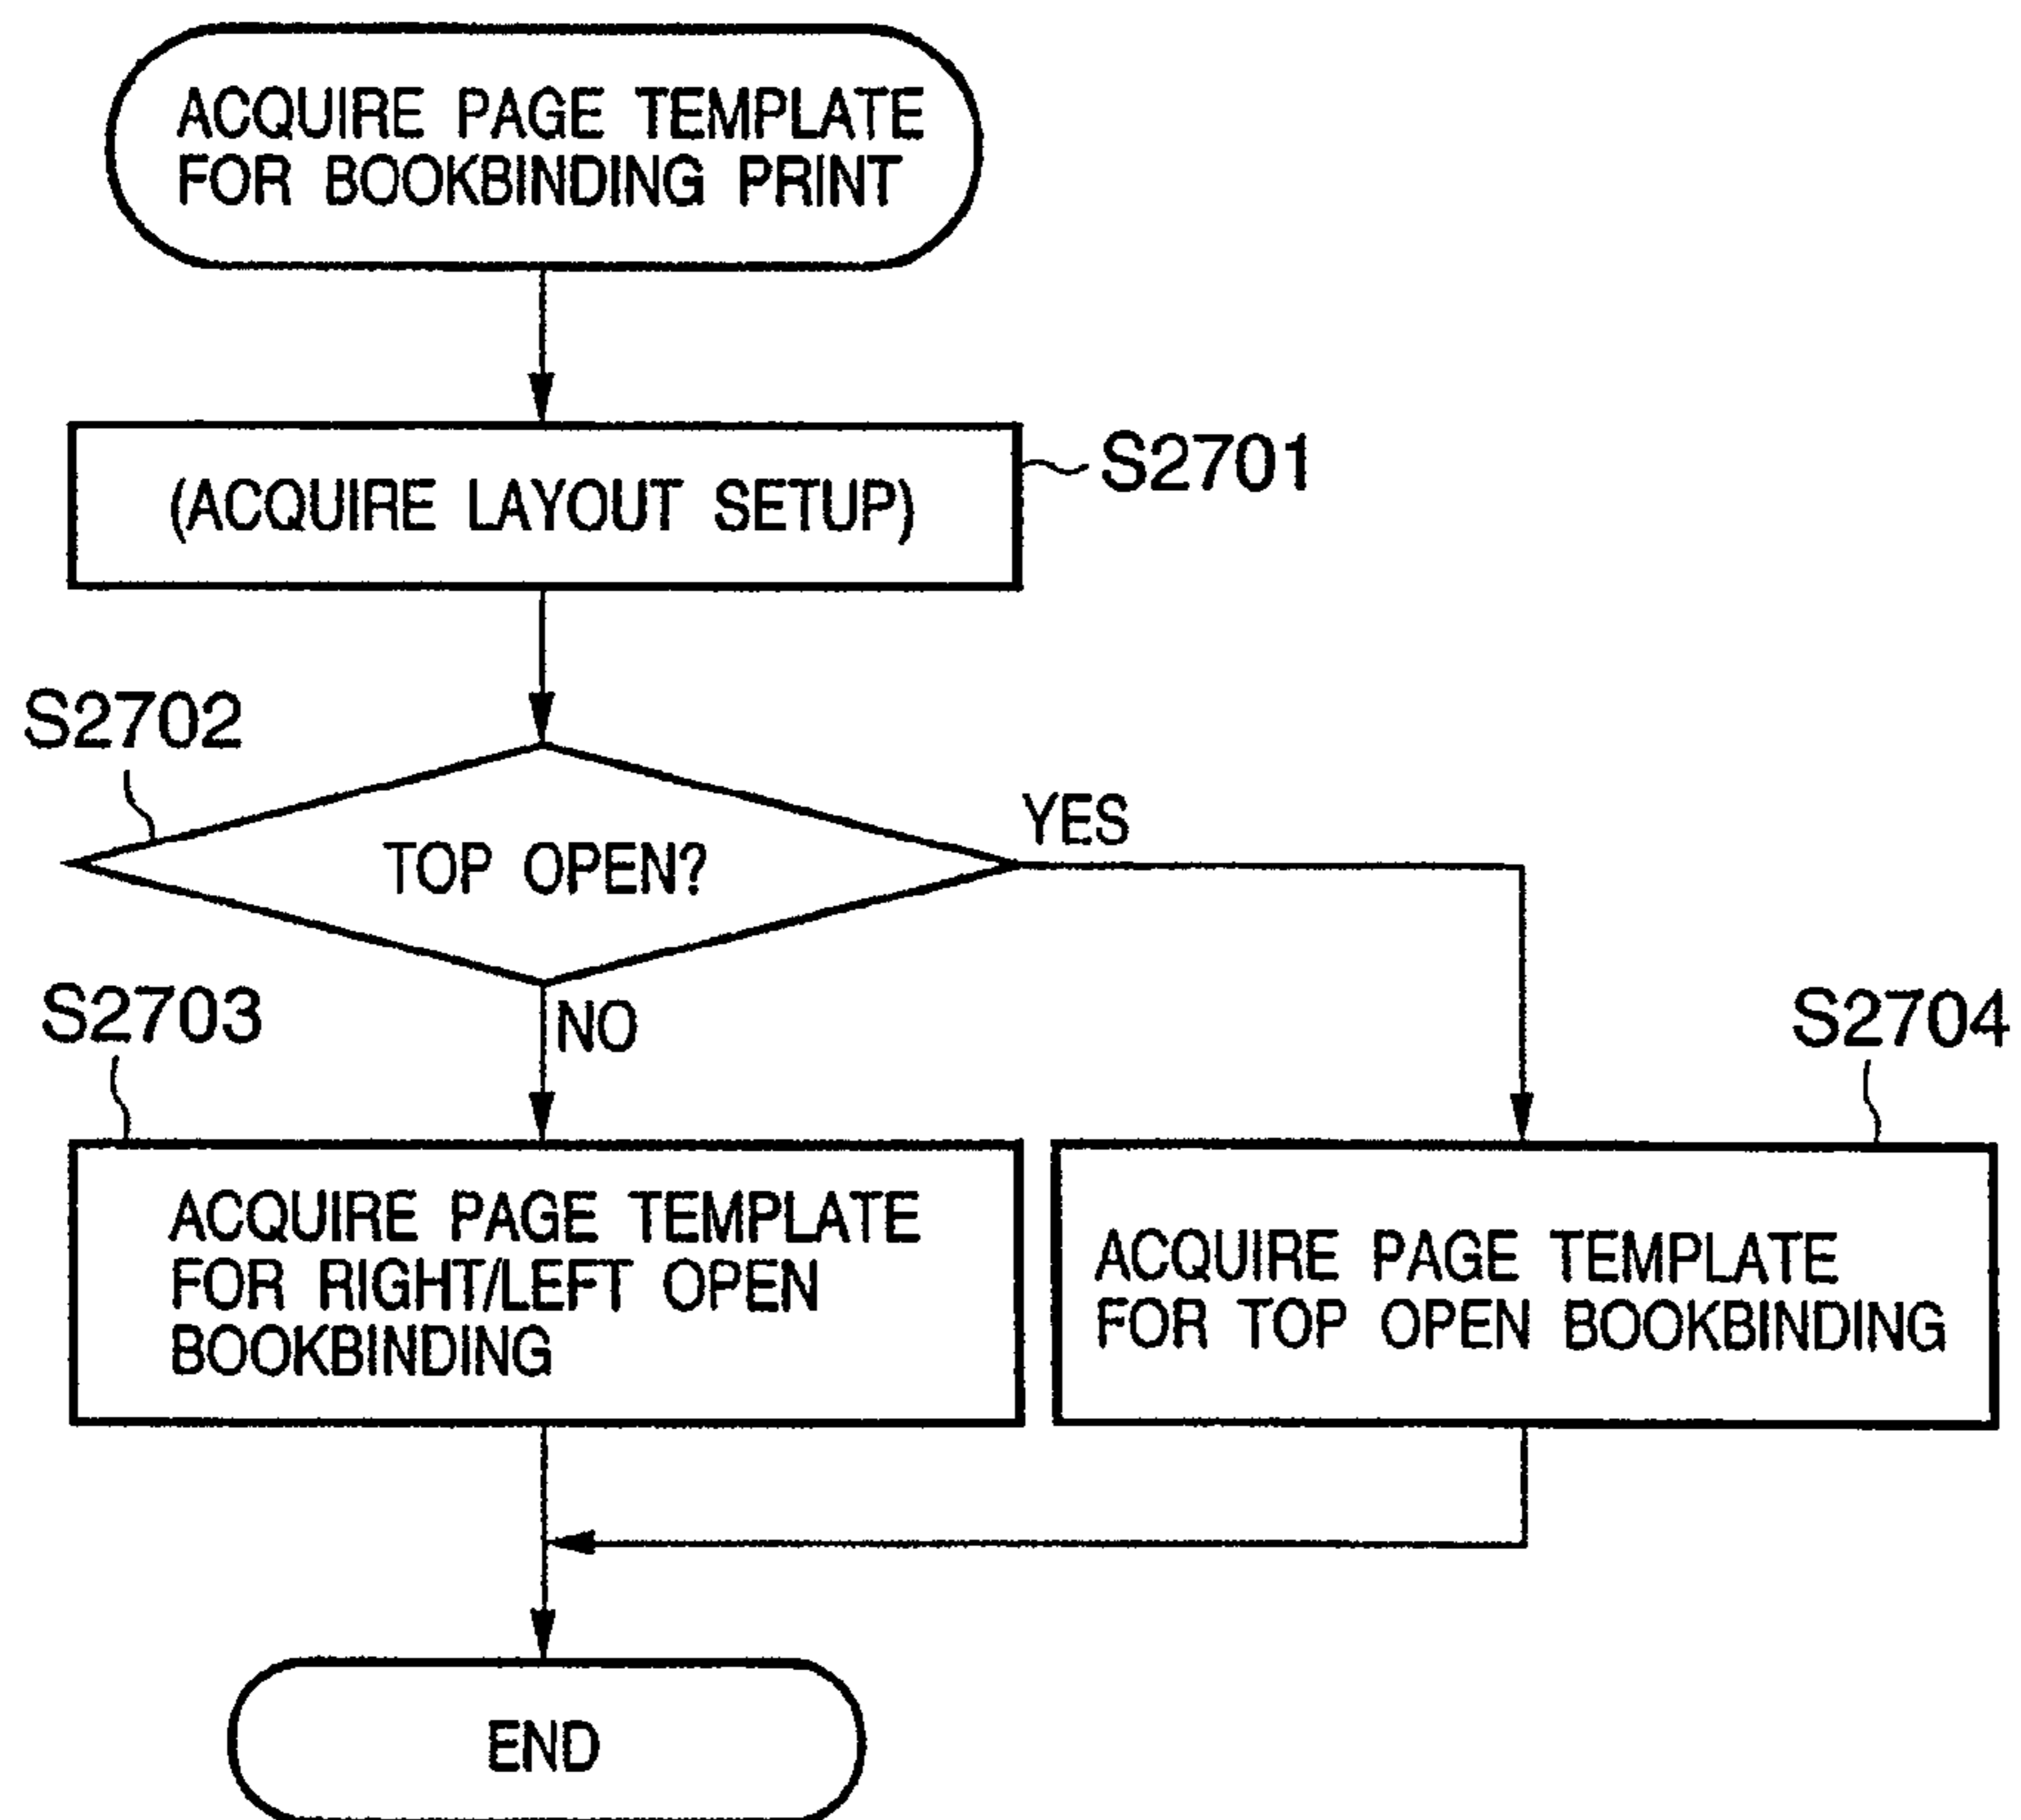 ACQUIRE PAGE TEMPLATE
FOR BOOKBINDING PRINT
(ACQUIRE LAYOUT SETUP)
S2701
S2702
TOP OPEN?
YES
NO
S2703
ACQUIRE PAGE TEMPLATE
FOR RIGHT/LEFT OPEN
BOOKBINDING
S2704
ACQUIRE PAGE TEMPLATE
FOR TOP OPEN BOOKBINDING
END